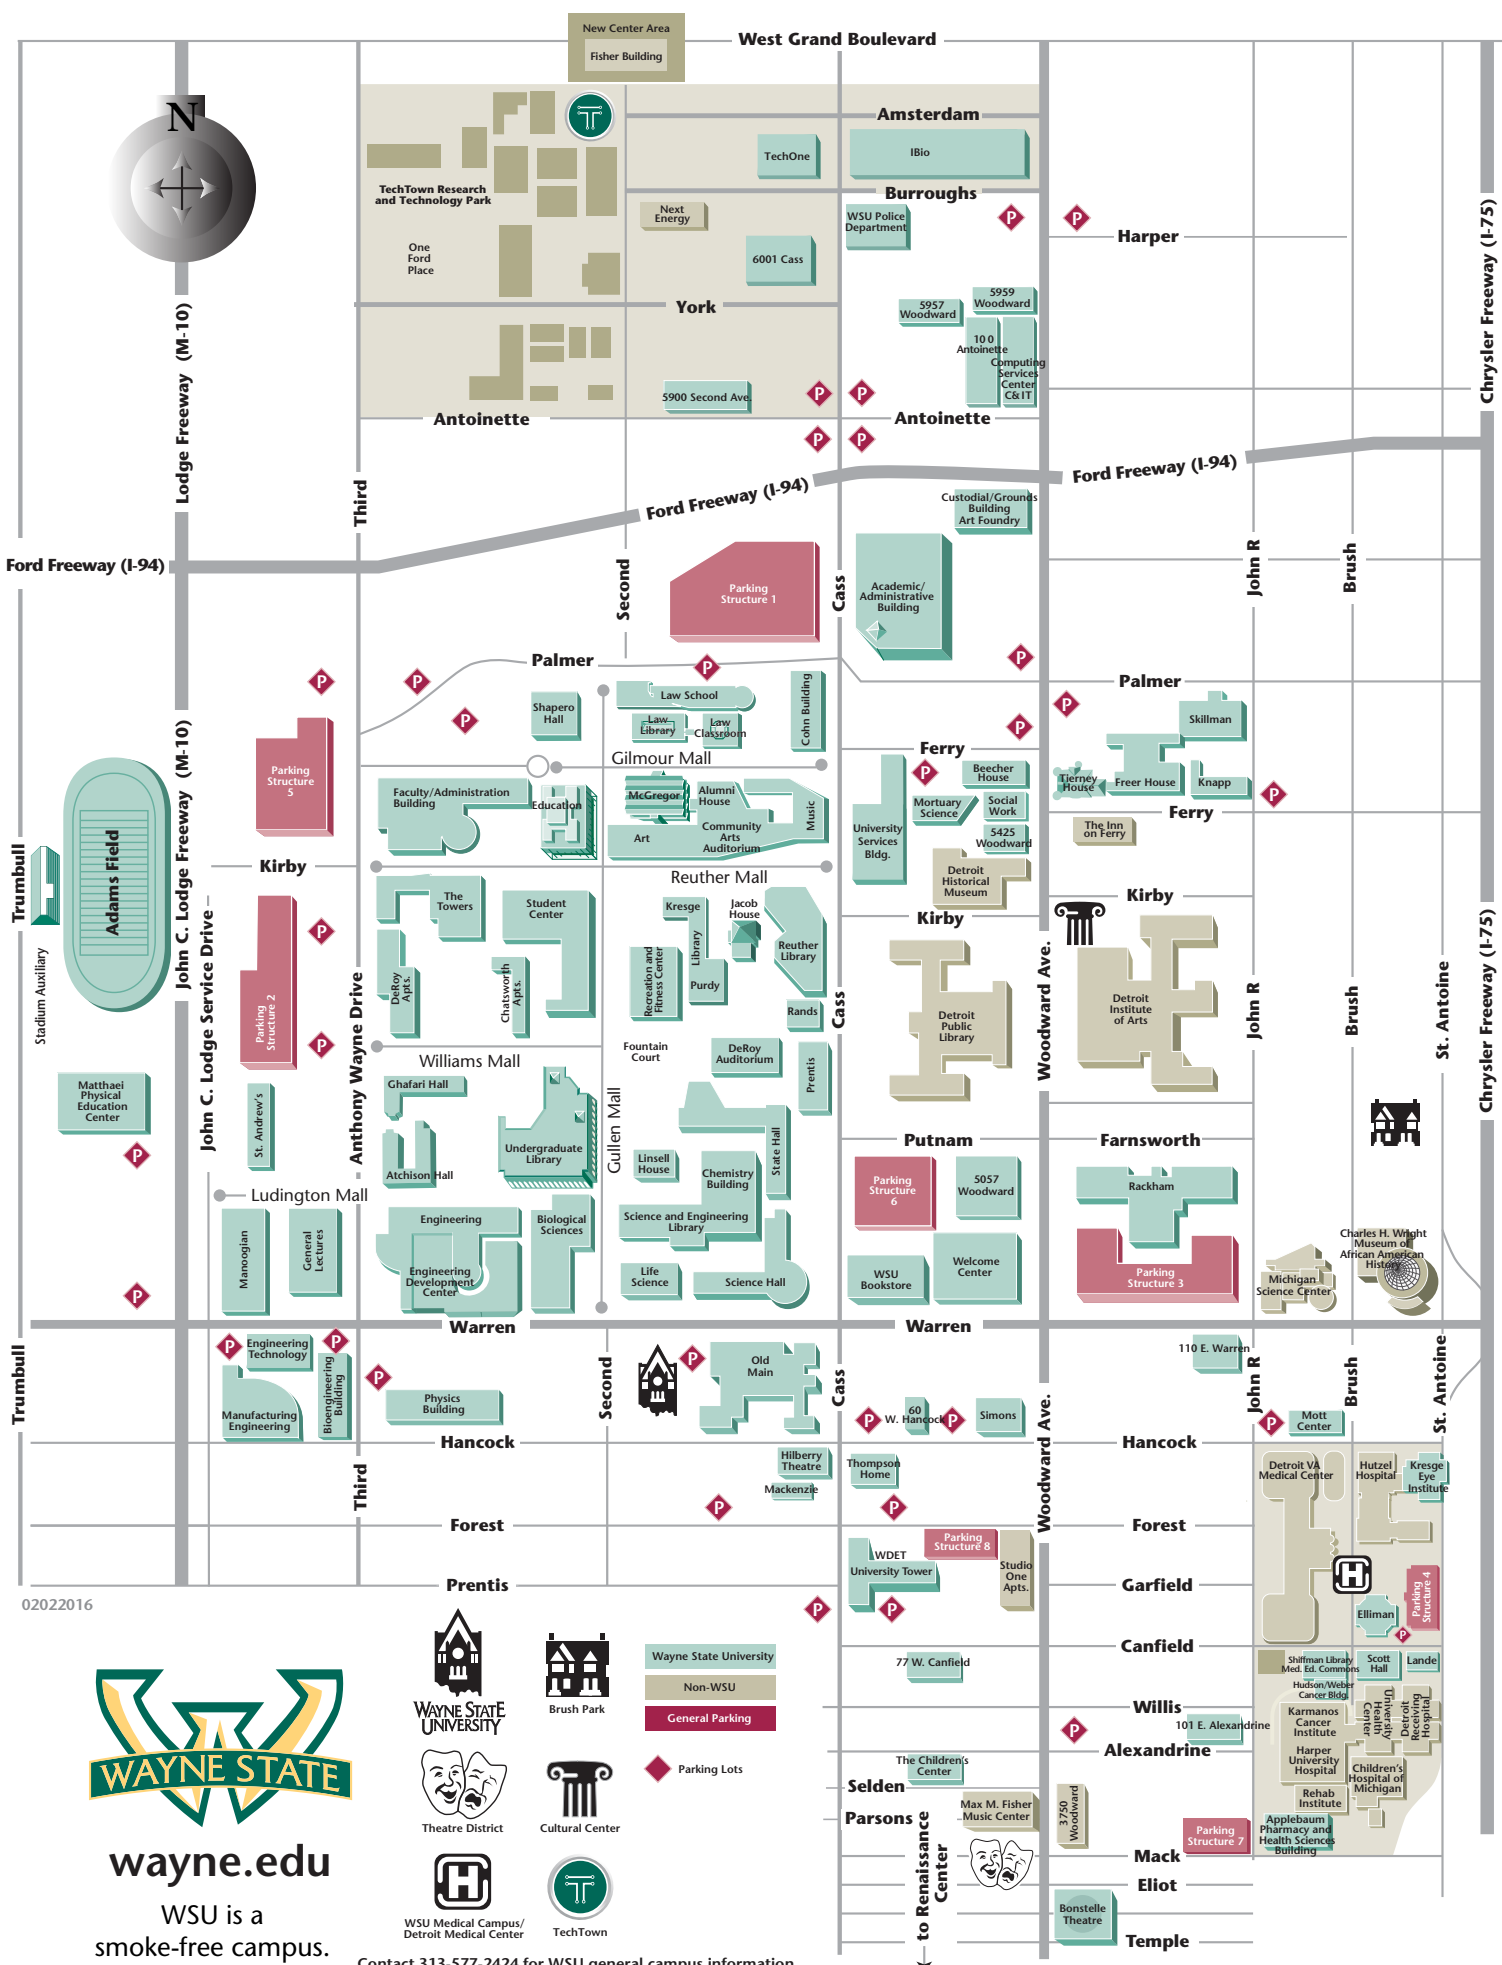 New Center Area
Fisher Building
West Grand Boulevard
N
Amsterdam
TechOne
IBio
Burroughs
TechTown Research
and Technology Park
Next
Energy
WSU Police
Department
P
P
Harper
One
Ford
Place
6001 Cass
York
5957
Woodward
5959
Woodward
10 0
Antoinette
Computing
Services
Center
C&IT
5900 Second Ave.
P
P
Antoinette
Antoinette
P
P
Lodge Freeway (M-10)
Third
Chrysler Freeway (I-75)
Ford Freeway (I-94)
Ford Freeway (I-94)
Ford Freeway (I-94)
Custodial/Grounds
Building
Art Foundry
Second
Cass
John R
Brush
Parking
Structure 1
Academic/
Administrative
Building
Palmer
P
P
P
P
P
Palmer
Shapero
Hall
Law School
Law
Library
Law
Classroom
Cohn Building
P
P
P
Skillman
Ferry
Gilmour Mall
Parking
Structure
5
John C. Lodge Freeway (M-10)
Faculty/Administration
Building
Education
McGregor
Alumni
House
Music
Art
Community
Arts
Auditorium
University
Services
Bldg.
P
Beecher
House
Mortuary
Science
Social
Work
5425
Woodward
Tierney
House
Freer House
Knapp
P
Ferry
The Inn
on Ferry
Trumbull
Adams Field
Stadium Auxiliary
Kirby
Reuther Mall
Detroit
Historical
Museum
Kirby
Kirby
The
Towers
Student
Center
Kresge
Library
Purdy
Jacob
House
Reuther
Library
Recreation and
Fitness Center
DeRoy
Apts.
Chatsworth
Apts.
Rands
P
Parking
Structure 2
P
John C. Lodge Service Drive
Anthony Wayne Drive
Cass
Detroit
Public
Library
Woodward Ave.
Detroit
Institute
of Arts
John R
Brush
St. Antoine
Chrysler Freeway (I-75)
Williams Mall
Fountain
Court
DeRoy
Auditorium
Prentis
Matthaei
Physical
Education
Center
St. Andrew's
Ghafari Hall
Atchison Hall
Undergraduate
Library
Gullen Mall
Linsell
House
Chemistry
Building
State Hall
Putnam
Farnsworth
P
Ludington Mall
Parking
Structure
6
5057
Woodward
Rackham
Manoogian
General
Lectures
Engineering
Engineering
Development
Center
Biological
Sciences
Science and Engineering
Library
Life
Science
Science Hall
WSU
Bookstore
Welcome
Center
Parking
Structure 3
Michigan
Science Center
Charles H. Wright
Museum of
African American
History
P
Warren
Warren
P
Engineering
Technology
P
Manufacturing
Engineering
Bioengineering
Building
P
Physics
Building
Second
P
Old
Main
Cass
P
60
W. Hancock
P
Simons
Woodward Ave.
110 E. Warren
John R
Brush
St. Antoine
P
Mott
Center
Trumbull
Hancock
Hancock
Third
Hilberry
Theatre
Mackenzie
Thompson
Home
P
P
Detroit VA
Medical Center
Hutzel
Hospital
Kresge
Eye
Institute
Forest
Forest
WDET
University Tower
Parking
Structure 8
Studio
One
Apts.
H
Prentis
Garfield
P
P
Elliman
Parking
Structure 4
P
02022016
Canfield
77 W. Canfield
Shiffman Library
Med. Ed. Commons
Scott
Hall
Lande
Hudson/Weber
Cancer Bldg.
Willis
101 E. Alexandrine
P
Karmanos
Cancer
Institute
University
Health
Center
Detroit
Receiving
Hospital
Alexandrine
Harper
University
Hospital
Children's
Hospital of
Michigan
The Children's
Center
Selden
Rehab
Institute
Parsons
Max M. Fisher
Music Center
3750
Woodward
Parking
Structure 7
Applebaum
Pharmacy and
Health Sciences
Building
Mack
Eliot
to Renaissance
Center
Bonstelle
Theatre
Temple
WAYNE STATE
UNIVERSITY
Brush Park
Wayne State University
Non-WSU
General Parking
Parking Lots
Theatre District
Cultural Center
H
WSU Medical Campus/
Detroit Medical Center
TechTown
WAYNE STATE
wayne.edu
WSU is a
smoke-free campus.
Contact 313-577-2424 for WSU general campus information